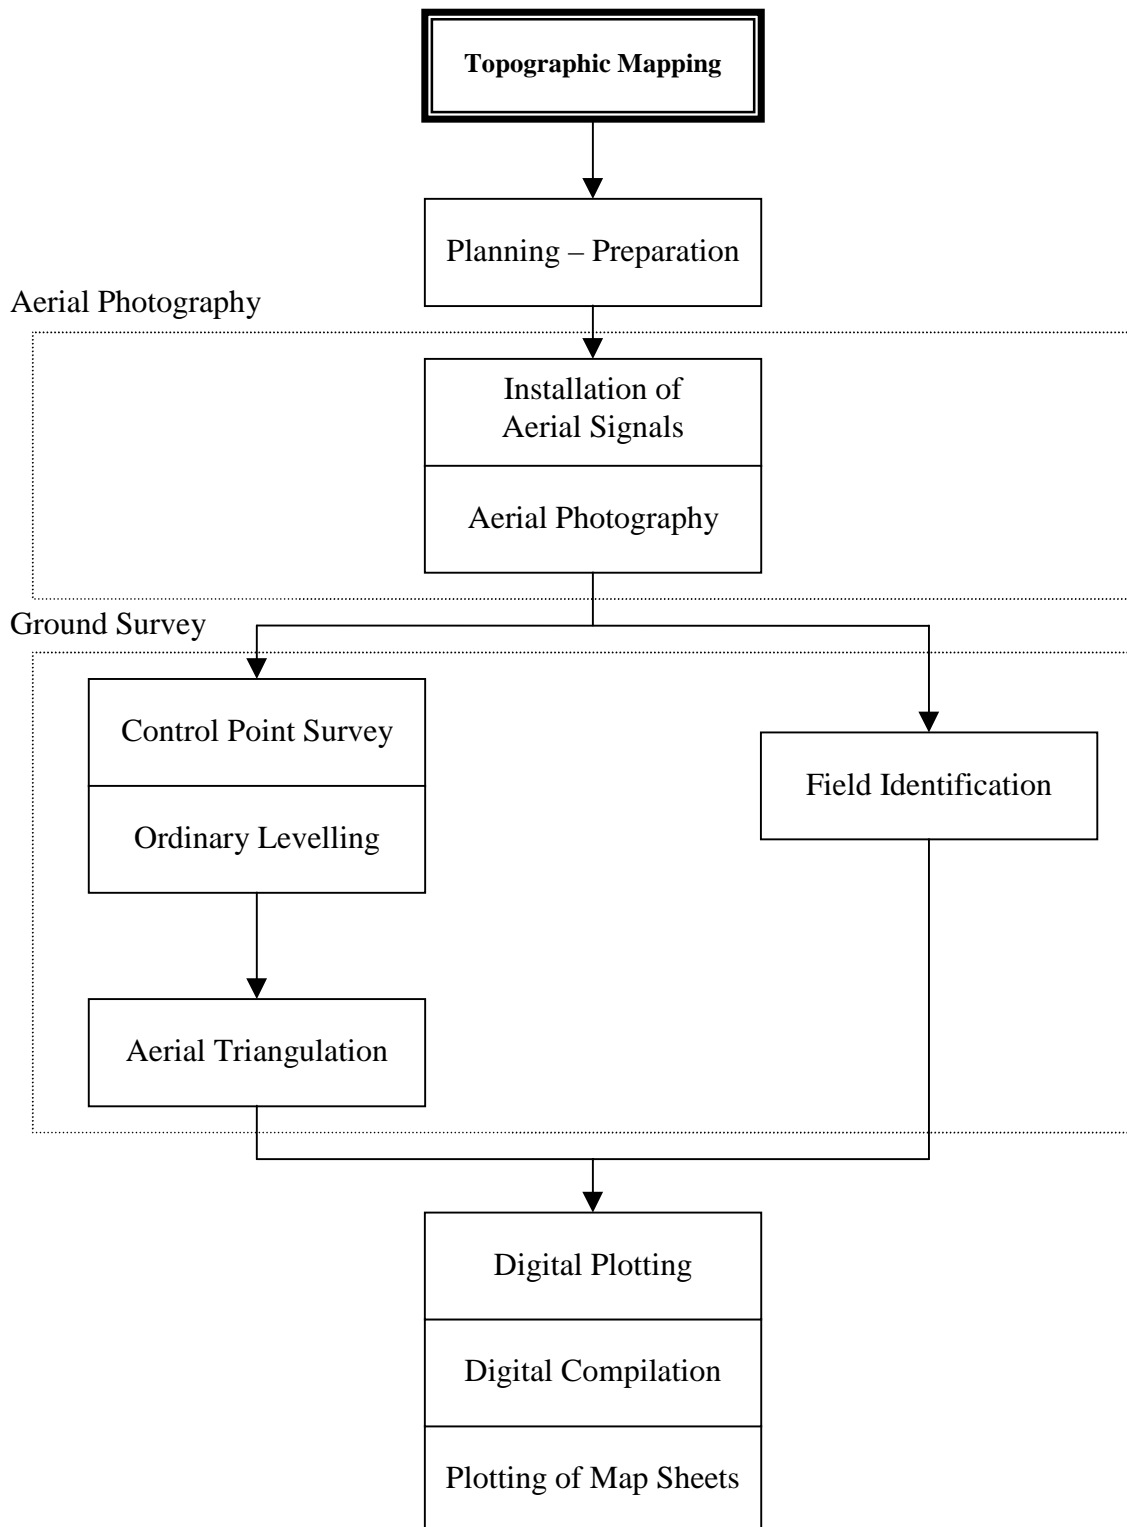 Topographic Mapping
Planning – Preparation
Aerial Photography
Installation of
Aerial Signals
Aerial Photography
Ground Survey
Control Point Survey
Field Identification
Ordinary Levelling
Aerial Triangulation
Digital Plotting
Digital Compilation
Plotting of Map Sheets